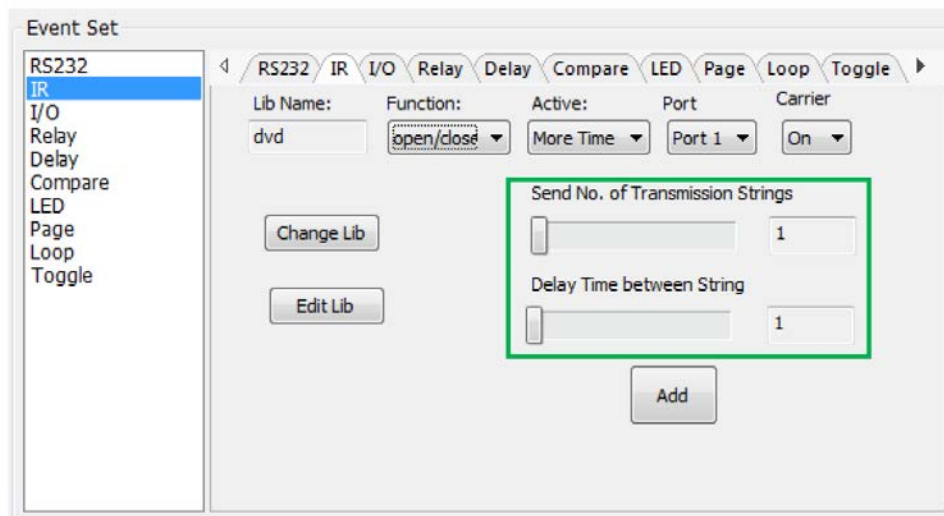 Event Set
RS232
IR
I/O
Relay
Delay
Compare
LED
Page
Loop
Toggle
RS232 IR I/O Relay Delay Compare LED Page Loop Toggle
Lib Name: Function: Active: Port Carrier
dvd open/close More Time Port 1 On
Send No. of Transmission Strings
Change Lib 1
Delay Time between String
Edit Lib 1
Add